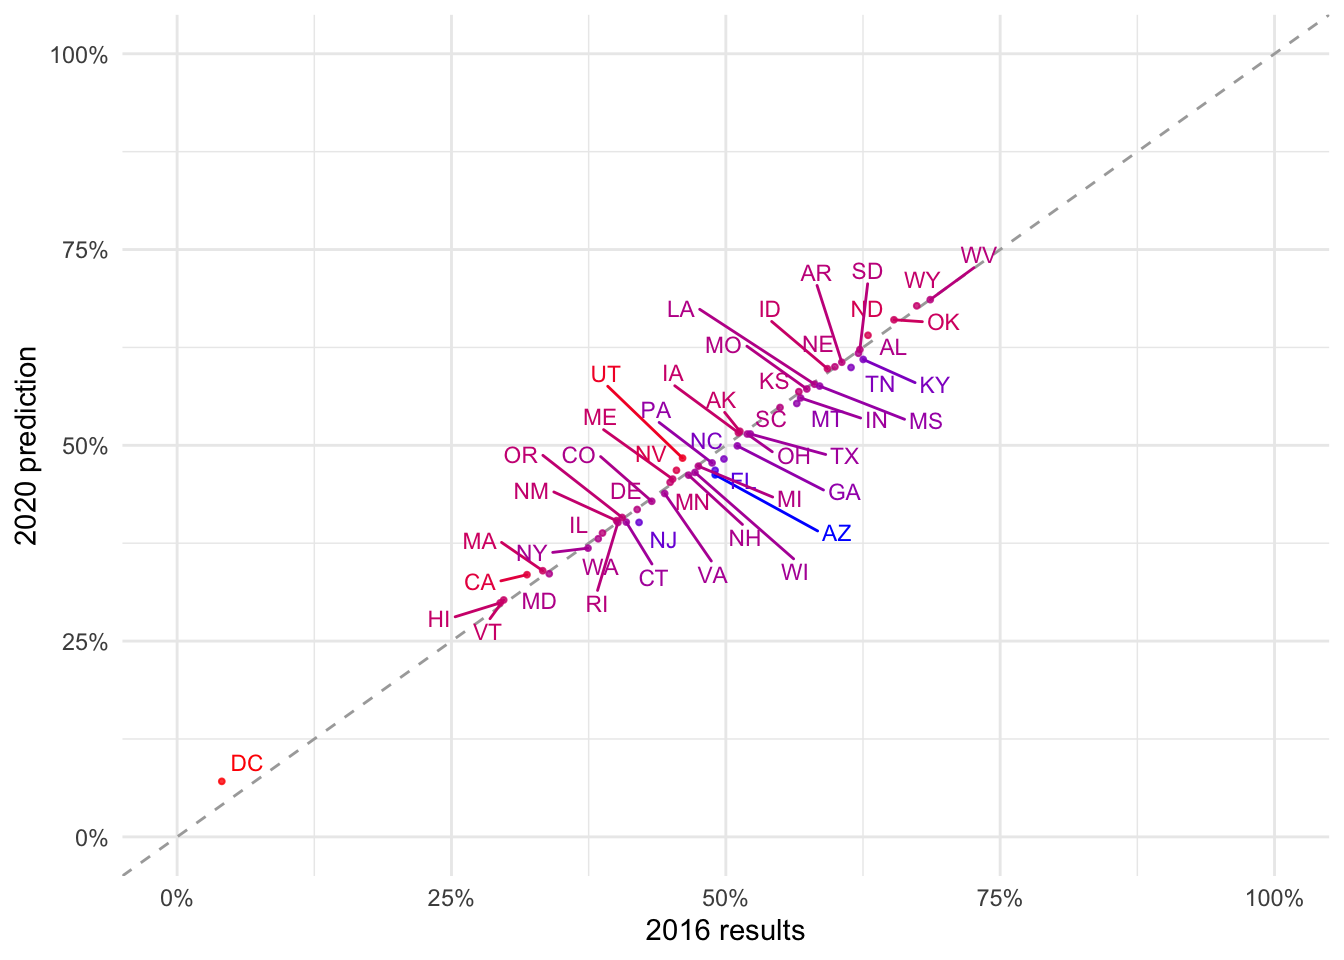 100%
75%
50%
25%
0%
2020 prediction
WV
SD
AR
WY
LA
ID
ND
OK
MO
NE
AL
UT
IA
KS
TN
KY
PA
AK
ME
SC
MT
IN
MS
NC
OR
CO
NV
OH
TX
FL
NM
DE
MN
MI
GA
IL
AZ
MA
NY
NJ
NH
CA
WA
CT
VA
WI
MD
RI
HI
VT
DC
0%
25%
50%
75%
100%
2016 results